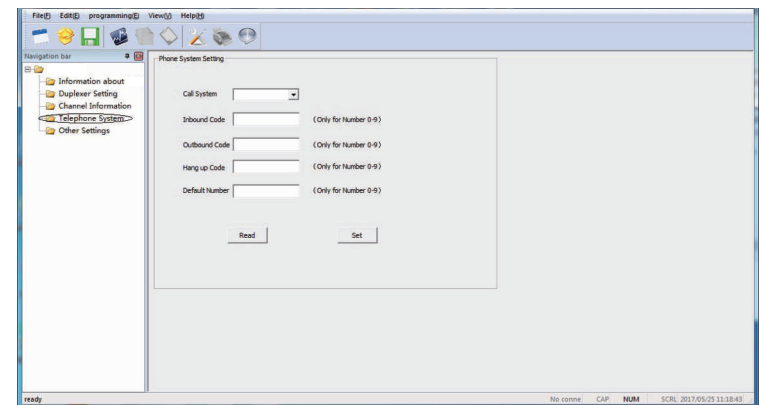 File(F) Edit(E) programming(E) View(V) Help(H)
Navigation bar
Information about
Duplexer Setting
Channel Information
Telephone System
Other Settings
Phone System Setting
Call System
Inbound Code (Only for Number 0-9)
Outbound Code (Only for Number 0-9)
Hang up Code (Only for Number 0-9)
Default Number (Only for Number 0-9)
Read Set
ready No conne CAP NUM SCRL 2017/05/25 11:18:43